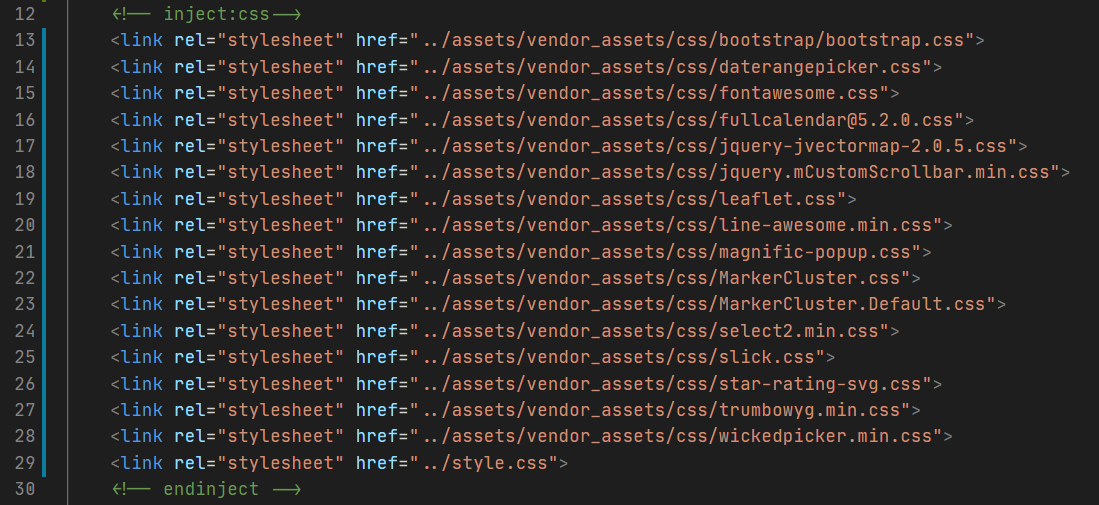 12 <!-- inject:css-->
13 <link rel="stylesheet" href="../assets/vendor_assets/css/bootstrap/bootstrap.css">
14 <link rel="stylesheet" href="../assets/vendor_assets/css/daterangepicker.css">
15 <link rel="stylesheet" href="../assets/vendor_assets/css/fontawesome.css">
16 <link rel="stylesheet" href="../assets/vendor_assets/css/fullcalendar@5.2.0.css">
17 <link rel="stylesheet" href="../assets/vendor_assets/css/jquery-jvectormap-2.0.5.css">
18 <link rel="stylesheet" href="../assets/vendor_assets/css/jquery.mCustomScrollbar.min.css">
19 <link rel="stylesheet" href="../assets/vendor_assets/css/leaflet.css">
20 <link rel="stylesheet" href="../assets/vendor_assets/css/line-awesome.min.css">
21 <link rel="stylesheet" href="../assets/vendor_assets/css/magnific-popup.css">
22 <link rel="stylesheet" href="../assets/vendor_assets/css/MarkerCluster.css">
23 <link rel="stylesheet" href="../assets/vendor_assets/css/MarkerCluster.Default.css">
24 <link rel="stylesheet" href="../assets/vendor_assets/css/select2.min.css">
25 <link rel="stylesheet" href="../assets/vendor_assets/css/slick.css">
26 <link rel="stylesheet" href="../assets/vendor_assets/css/star-rating-svg.css">
27 <link rel="stylesheet" href="../assets/vendor_assets/css/trumbowyg.min.css">
28 <link rel="stylesheet" href="../assets/vendor_assets/css/wickedpicker.min.css">
29 <link rel="stylesheet" href="../style.css">
30 <!-- endinject -->